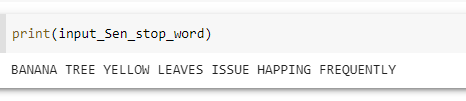 print(input_Sen_stop_word)
BANANA TREE YELLOW LEAVES ISSUE HAPPING FREQUENTLY